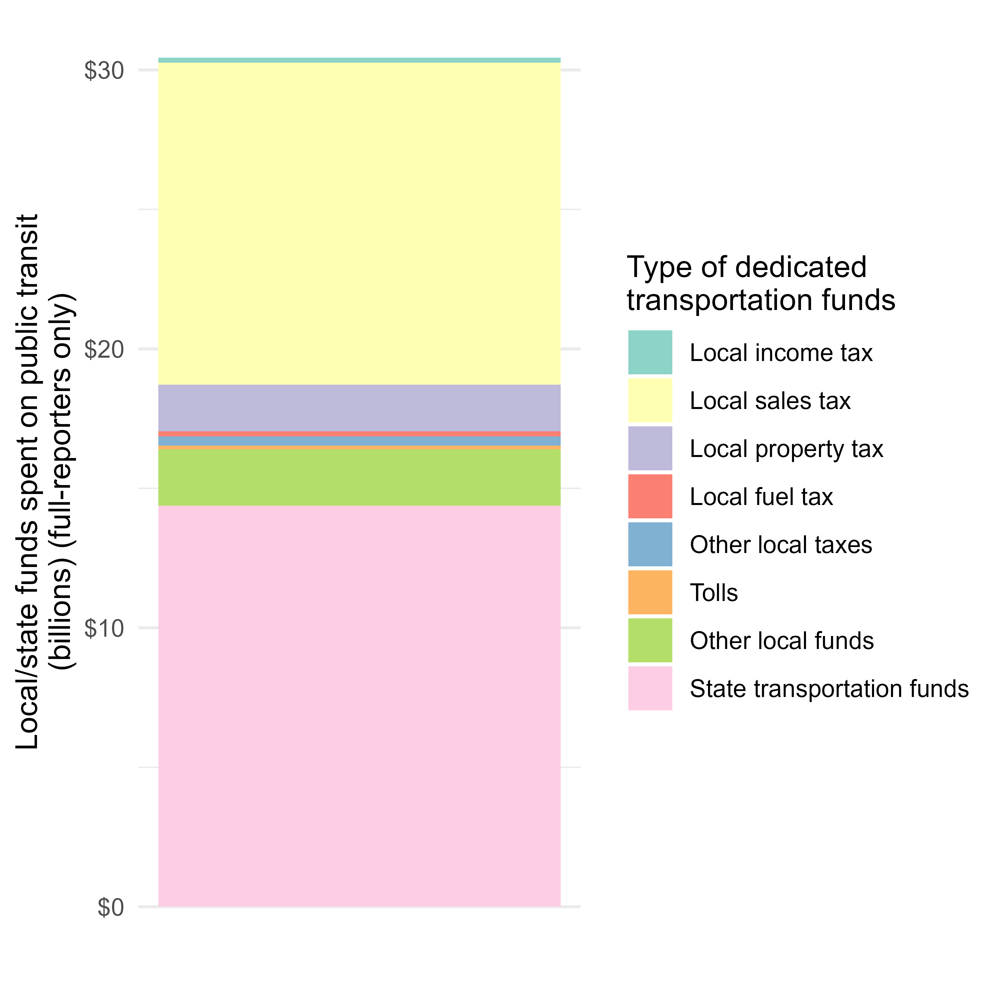 Local/state funds spent on public transit
(billions) (full-reporters only)
$30
$20
$10
$0
Type of dedicated
transportation funds
Local income tax
Local sales tax
Local property tax
Local fuel tax
Other local taxes
Tolls
Other local funds
State transportation funds